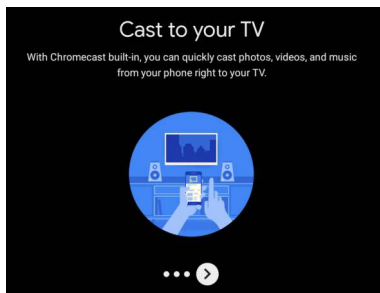 Cast to your TV
With Chromecast built-in, you can quickly cast photos, videos, and music
from your phone right to your TV.